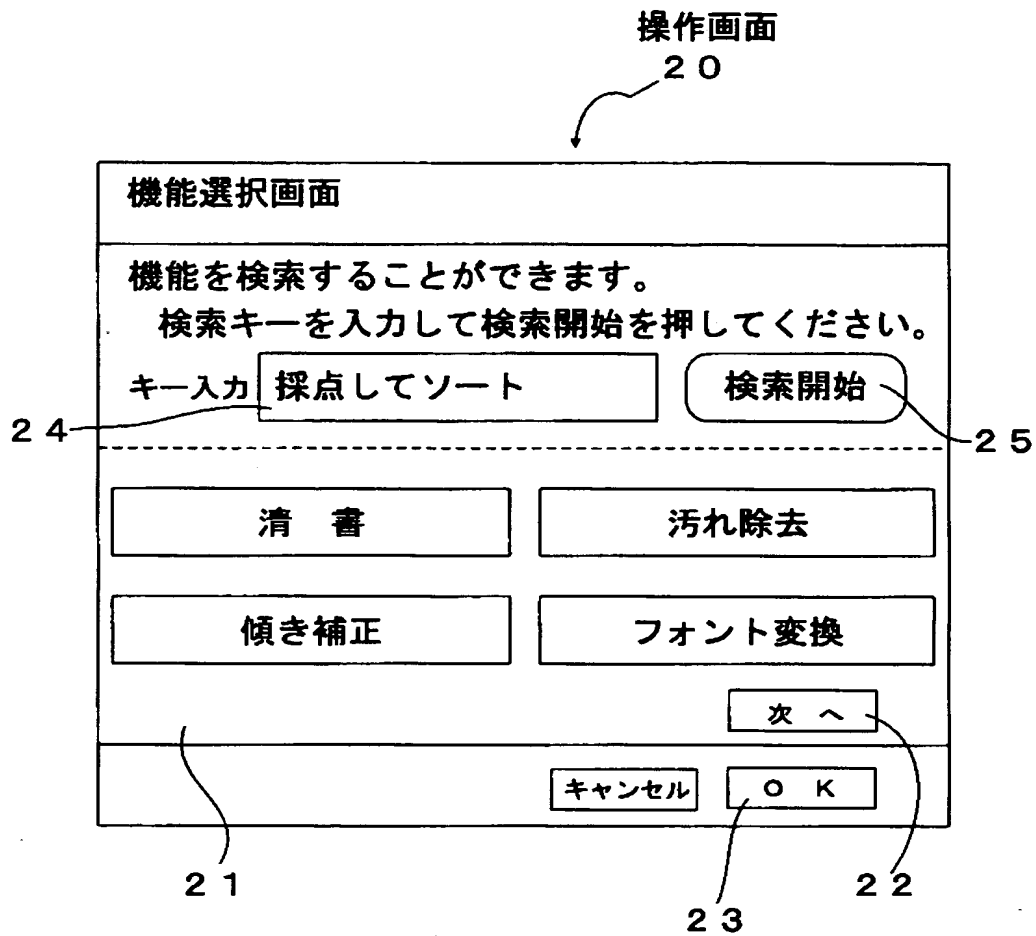 操作画面
２０
機能選択画面
機能を検索することができます。
検索キーを入力して検索開始を押してください。
キー入力 採点してソート 検索開始
２４
２５
清　書 汚れ除去
傾き補正 フォント変換
次　へ
キャンセル Ｏ　Ｋ
２１
２２
２３